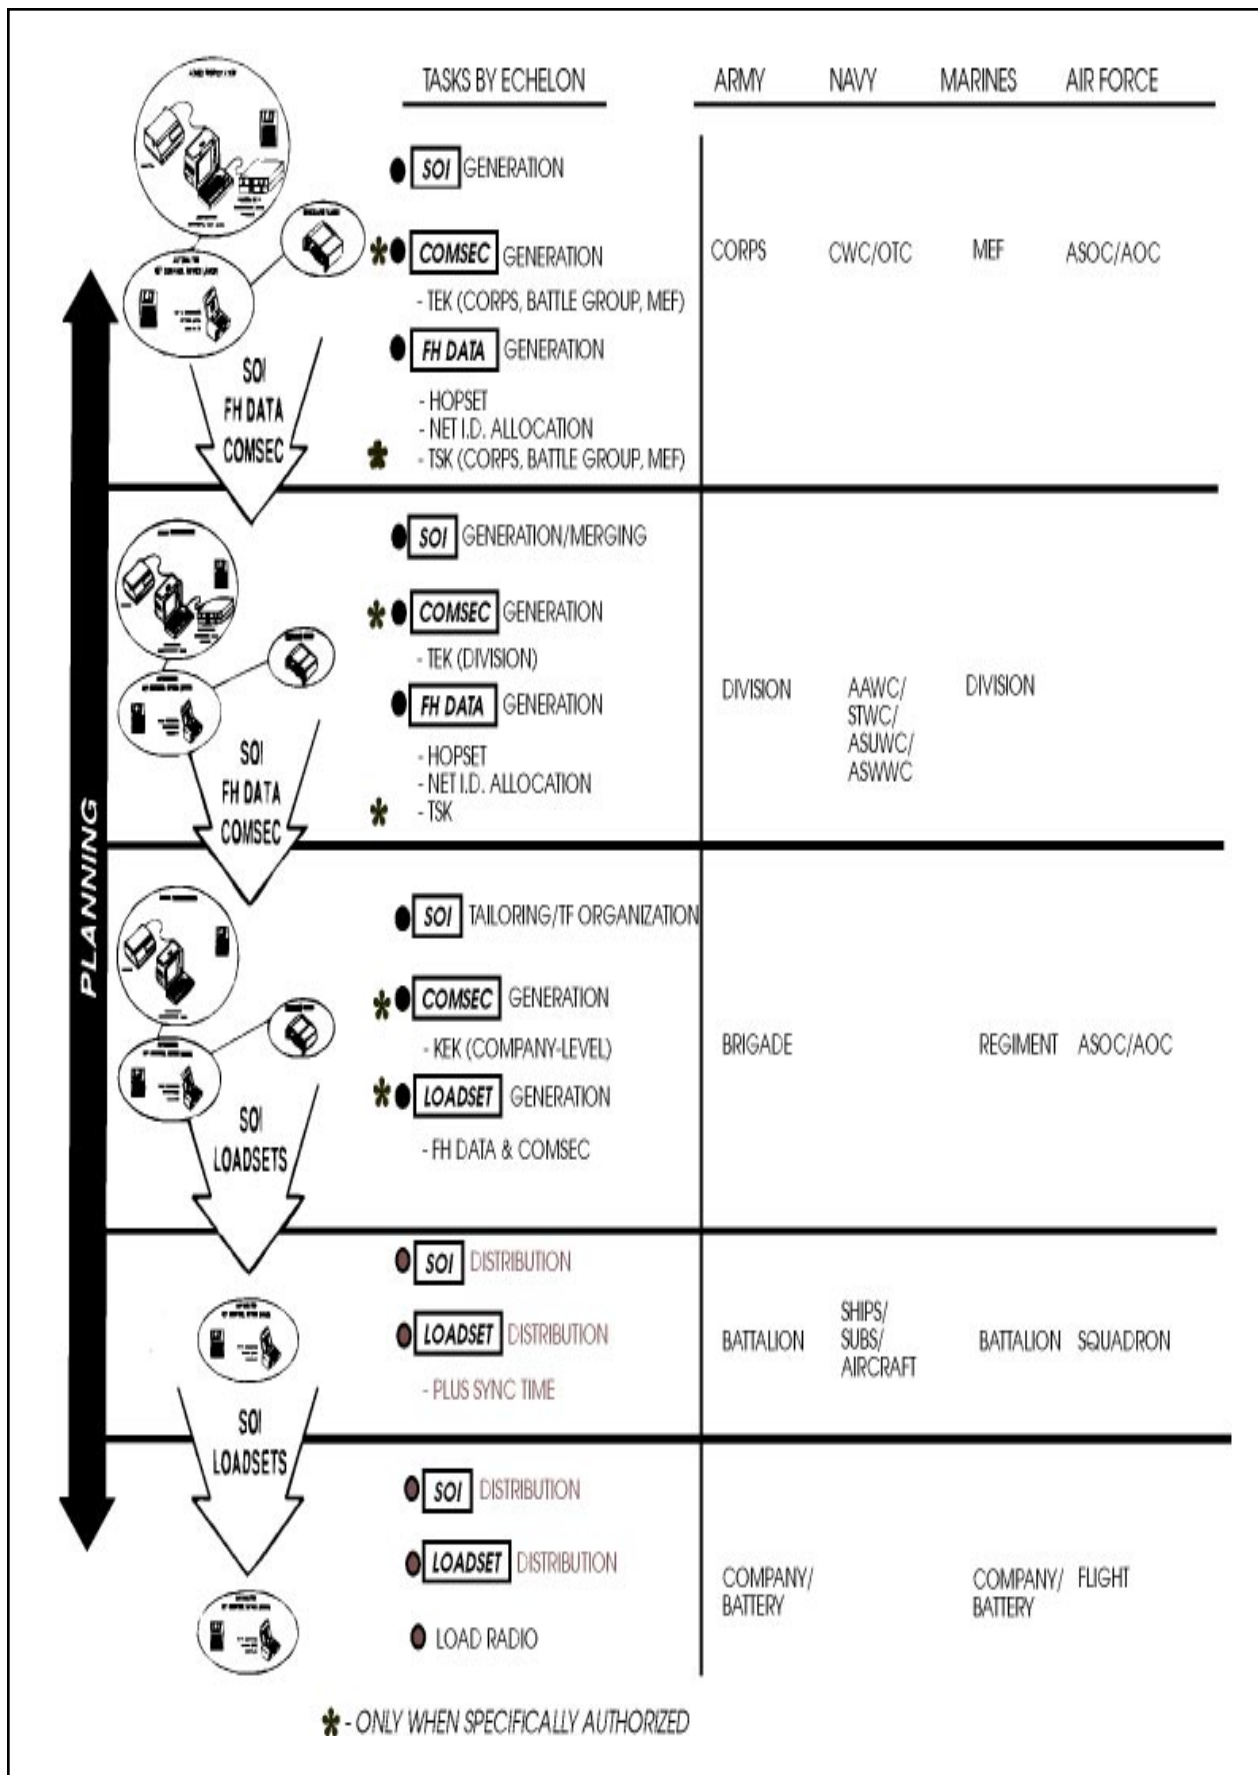 TASKS BY ECHELON
ARMY
NAVY
MARINES
AIR FORCE
SOI GENERATION
* COMSEC GENERATION
- TEK (CORPS, BATTLE GROUP, MEF)
FH DATA GENERATION
- HOPSET
- NET I.D. ALLOCATION
* - TSK (CORPS, BATTLE GROUP, MEF)
CORPS
CWC/OTC
MEF
ASOC/AOC
SOI
FH DATA
COMSEC
SOI GENERATION/MERGING
* COMSEC GENERATION
- TEK (DIVISION)
FH DATA GENERATION
- HOPSET
- NET I.D. ALLOCATION
* - TSK
DIVISION
AAWC/
STWC/
ASUWC/
ASWWC
DIVISION
SOI
FH DATA
COMSEC
PLANNING
SOI TAILORING/TF ORGANIZATION
* COMSEC GENERATION
- KEK (COMPANY-LEVEL)
* LOADSET GENERATION
- FH DATA & COMSEC
BRIGADE
REGIMENT
ASOC/AOC
SOI
LOADSETS
SOI DISTRIBUTION
LOADSET DISTRIBUTION
- PLUS SYNC TIME
BATTALION
SHIPS/
SUBS/
AIRCRAFT
BATTALION
SQUADRON
SOI
LOADSETS
SOI DISTRIBUTION
LOADSET DISTRIBUTION
LOAD RADIO
COMPANY/
BATTERY
COMPANY/
BATTERY
FLIGHT
* - ONLY WHEN SPECIFICALLY AUTHORIZED